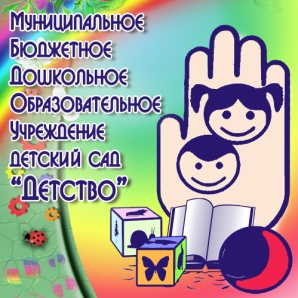 Муниципальное
Бюджетное
Дошкольное
Образовательное
Учреждение
детский сад
“Детство”